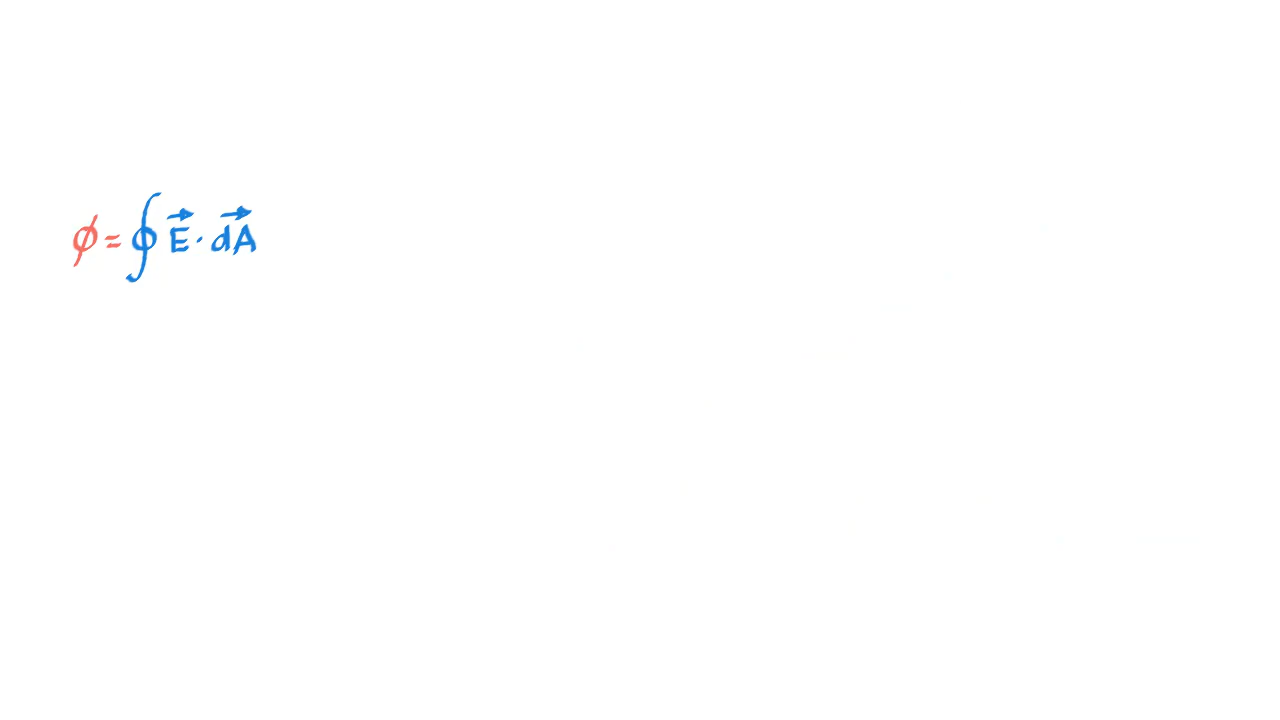 ϕ = ∮ E⃗ · dA⃗